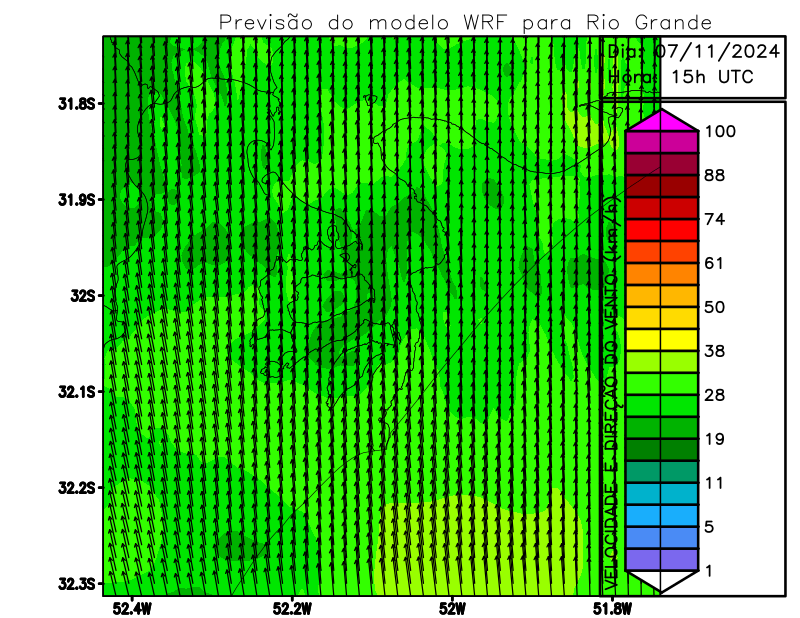 Previsão do modelo WRF para Rio Grande
Dia: 07/11/2024
Hora: 15h UTC
31.8S
31.9S
32S
32.1S
32.2S
32.3S
52.4W
52.2W
52W
51.8W
VELOCIDADE E DIREÇÃO DO VENTO (km/h)
100
88
74
61
50
38
28
19
11
5
1